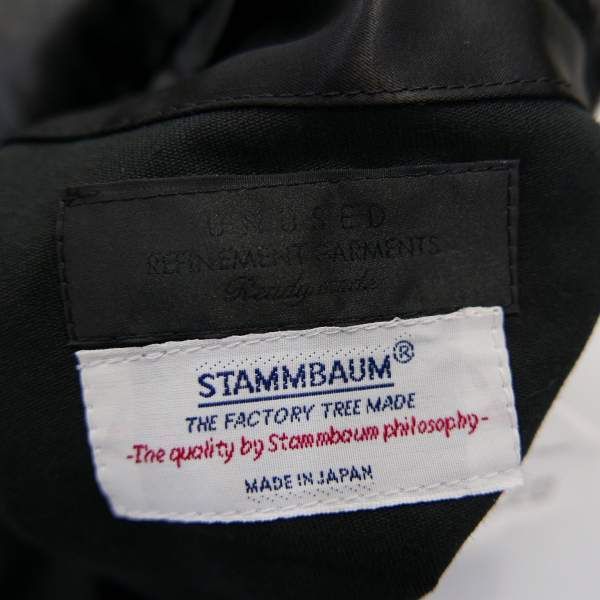 UNUSED
REFINEMENT GARMENTS
Ready made
STAMMBAUM®
THE FACTORY TREE MADE
-The quality by Stammbaum philosophy-
MADE IN JAPAN